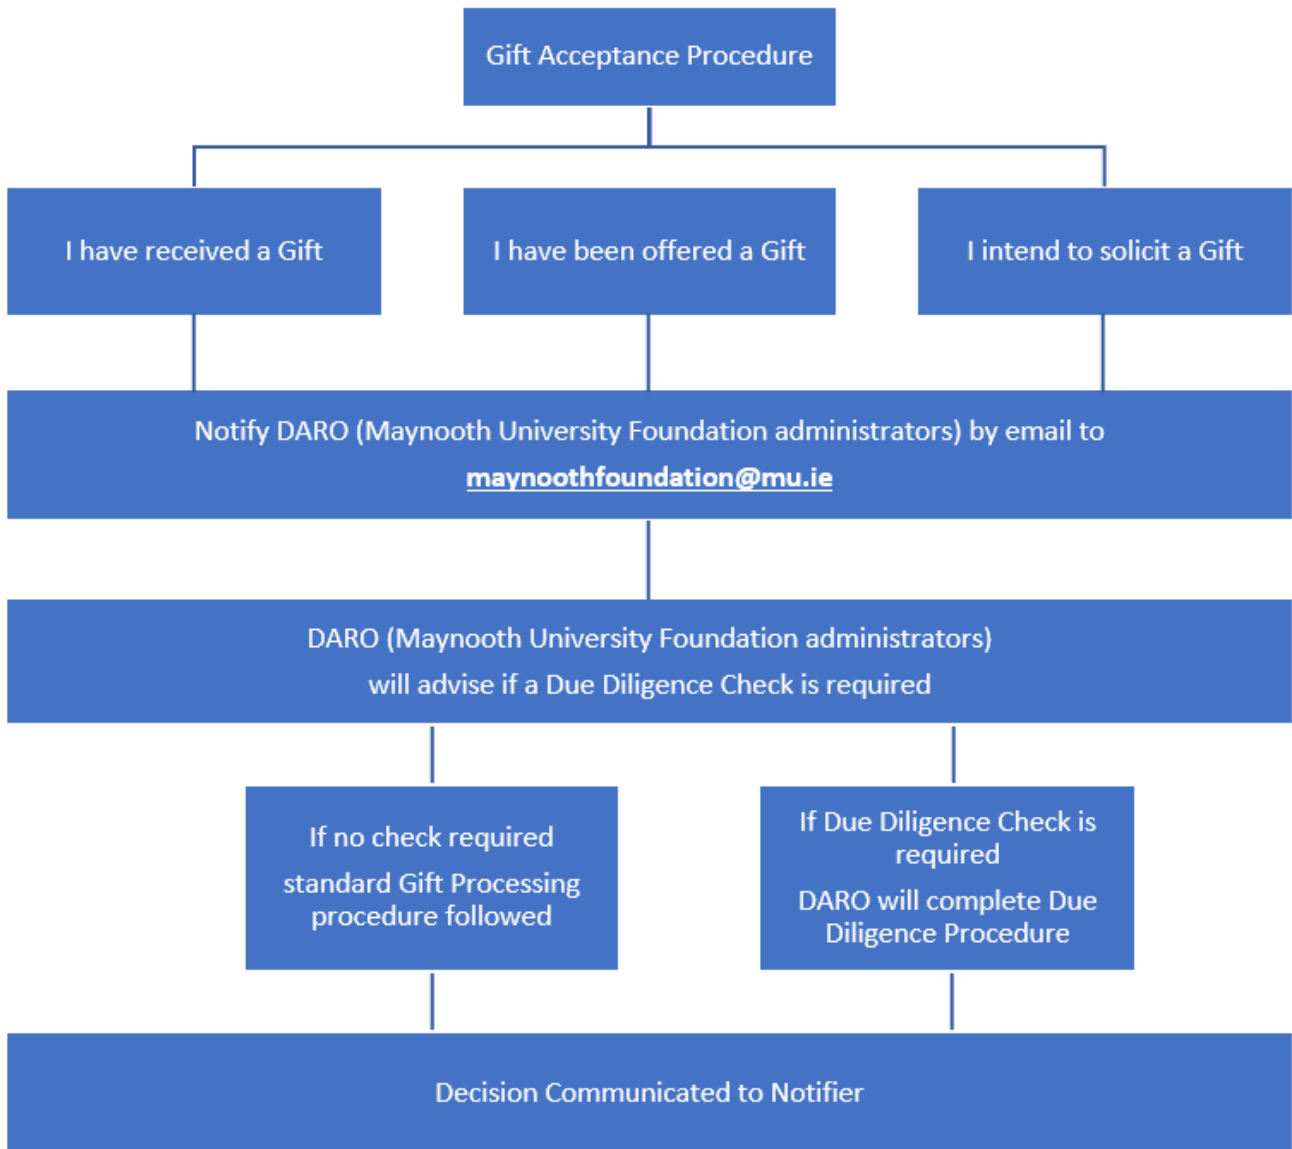 Gift Acceptance Procedure
I have received a Gift
I have been offered a Gift
I intend to solicit a Gift
Notify DARO (Maynooth University Foundation administrators) by email to
maynoothfoundation@mu.ie
DARO (Maynooth University Foundation administrators)
will advise if a Due Diligence Check is required
If no check required
standard Gift Processing
procedure followed
If Due Diligence Check is
required
DARO will complete Due
Diligence Procedure
Decision Communicated to Notifier